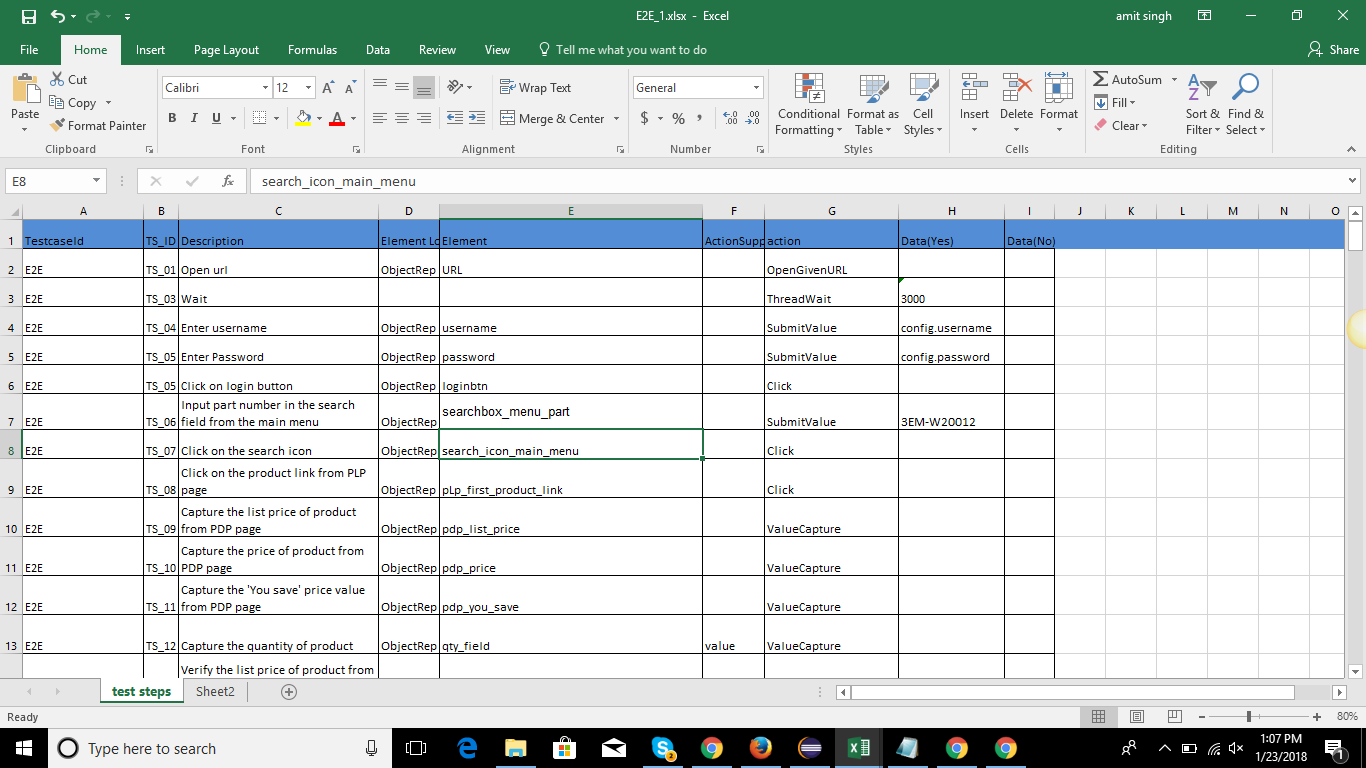 E2E_1.xlsx - Excel
amit singh
File Home Insert Page Layout Formulas Data Review View Tell me what you want to do Share
Cut
Copy
Format Painter
Paste
Clipboard
Calibri 12
B I U
A A A
Font
Wrap Text
Merge & Center
Alignment
General
$ % ,
Number
Conditional Formatting
Format as Table
Cell Styles
Styles
Insert Delete Format
Cells
AutoSum
Fill
Clear
Sort & Filter
Find & Select
Editing
E8 fx search_icon_main_menu
A B C D E F G H I J K L M N O
1 TestcaseId TS_ID Description Element Lo Element ActionSupp action Data(Yes) Data(No)
2 E2E TS_01 Open url ObjectRep URL OpenGivenURL
3 E2E TS_03 Wait ThreadWait 3000
4 E2E TS_04 Enter username ObjectRep username SubmitValue config.username
5 E2E TS_05 Enter Password ObjectRep password SubmitValue config.password
6 E2E TS_05 Click on login button ObjectRep loginbtn Click
Input part number in the search
7 E2E TS_06 field from the main menu ObjectRep searchbox_menu_part SubmitValue 3EM-W20012
8 E2E TS_07 Click on the search icon ObjectRep search_icon_main_menu Click
Click on the product link from PLP
9 E2E TS_08 page ObjectRep pLp_first_product_link Click
Capture the list price of product
10 E2E TS_09 from PDP page ObjectRep pdp_list_price ValueCapture
Capture the price of product from
11 E2E TS_10 PDP page ObjectRep pdp_price ValueCapture
Capture the 'You save' price value
12 E2E TS_11 from PDP page ObjectRep pdp_you_save ValueCapture
13 E2E TS_12 Capture the quantity of product ObjectRep qty_field value ValueCapture
Verify the list price of product from
test steps Sheet2
Ready
80%
Type here to search
1:07 PM
1/23/2018